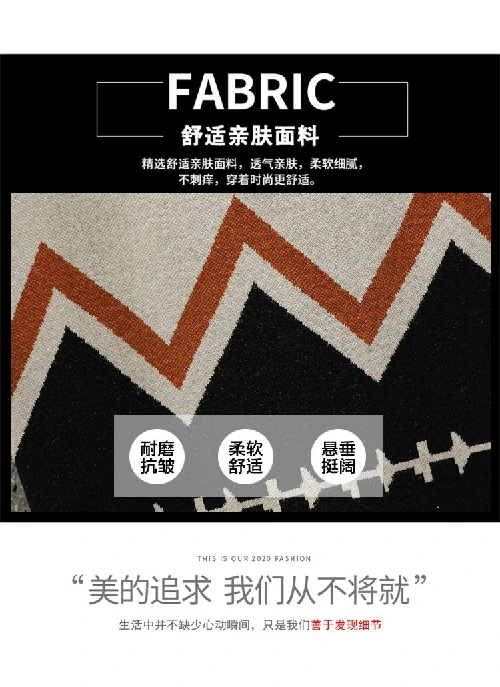 FABRIC
舒适亲肤面料
精选舒适亲肤面料，透气亲肤，柔软细腻，
不刺痒，穿着时尚更舒适。
耐磨
抗皱
柔软
舒适
悬垂
挺阔
THIS IS OUR 2020 FASHION
“美的追求 我们从不将就”
生活中并不缺少心动瞬间，只是我们善于发现细节